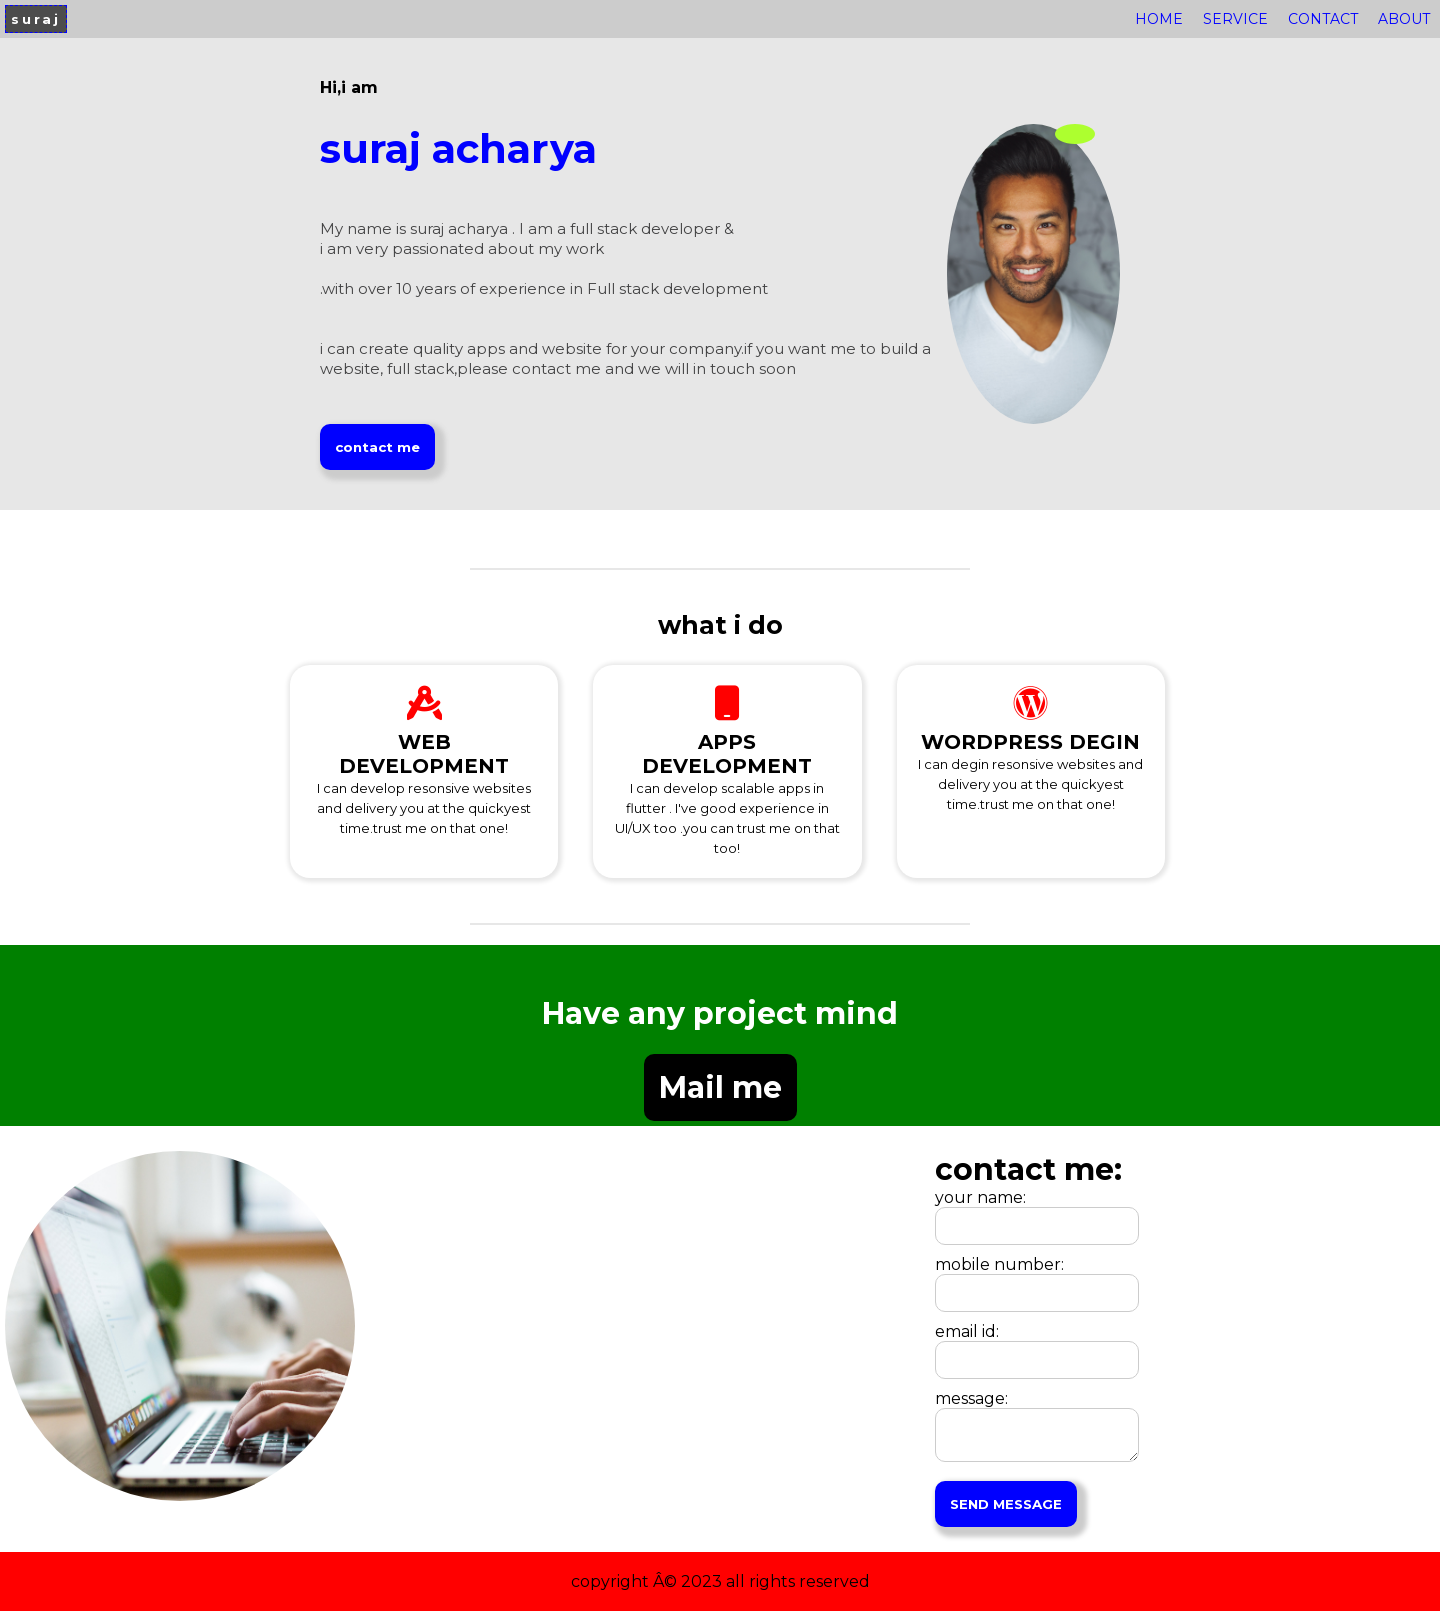 suraj
HOME SERVICE CONTACT ABOUT
Hi,i am
suraj acharya
My name is suraj acharya . I am a full stack developer &
i am very passionated about my work
.with over 10 years of experience in Full stack development
i can create quality apps and website for your company.if you want me to build a
website, full stack,please contact me and we will in touch soon
contact me
what i do
WEB
DEVELOPMENT
I can develop resonsive websites
and delivery you at the quickyest
time.trust me on that one!
APPS
DEVELOPMENT
I can develop scalable apps in
flutter . I've good experience in
UI/UX too .you can trust me on that
too!
WORDPRESS DEGIN
I can degin resonsive websites and
delivery you at the quickyest
time.trust me on that one!
Have any project mind
Mail me
contact me:
your name:
mobile number:
email id:
message:
SEND MESSAGE
copyright Â© 2023 all rights reserved